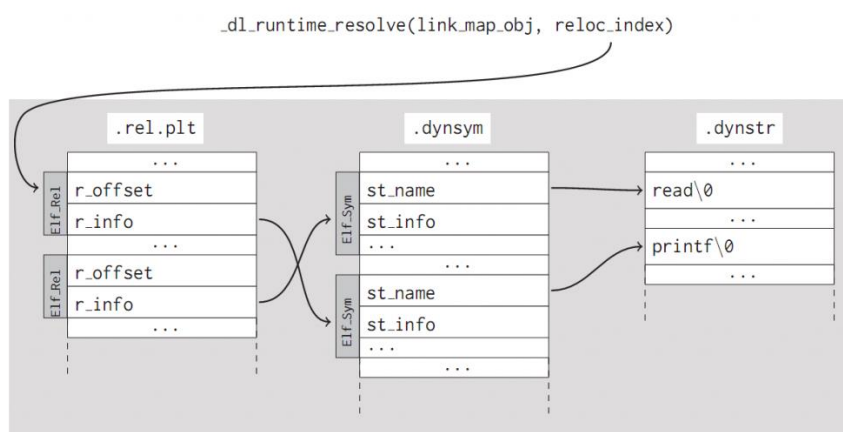 _dl_runtime_resolve(link_map_obj, reloc_index)
.rel.plt
...
Elf_Rel
r_offset
r_info
...
Elf_Rel
r_offset
r_info
...
.dynsym
...
Elf_Sym
st_name
st_info
...
...
Elf_Sym
st_name
st_info
...
...
.dynstr
...
read\0
...
printf\0
...